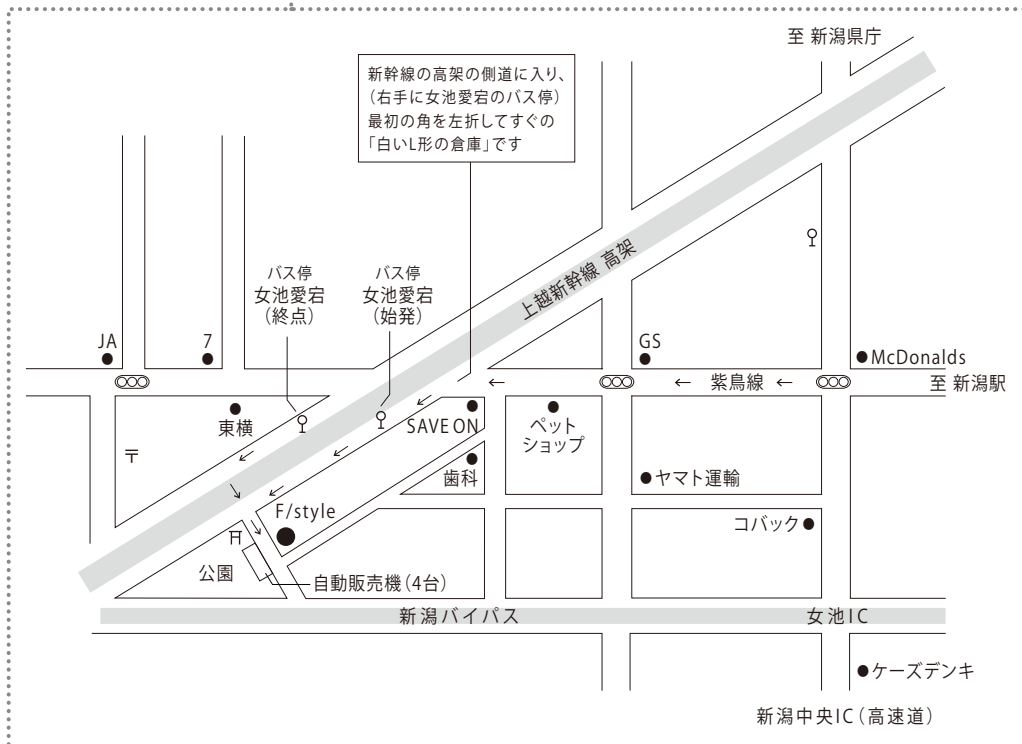 至 新潟県庁
新幹線の高架の側道に入り、
（右手に女池愛宕のバス停）
最初の角を左折してすぐの
「白いL形の倉庫」です
上越新幹線 高架
バス停
女池愛宕
（終点）
バス停
女池愛宕
（始発）
JA
7
GS
McDonalds
← 紫鳥線 ←
至 新潟駅
東横
SAVE ON
ペット
ショップ
〒
歯科
ヤマト運輸
F/style
コバック
公園
自動販売機（4台）
新潟バイパス
女池IC
ケーズデンキ
新潟中央IC（高速道）